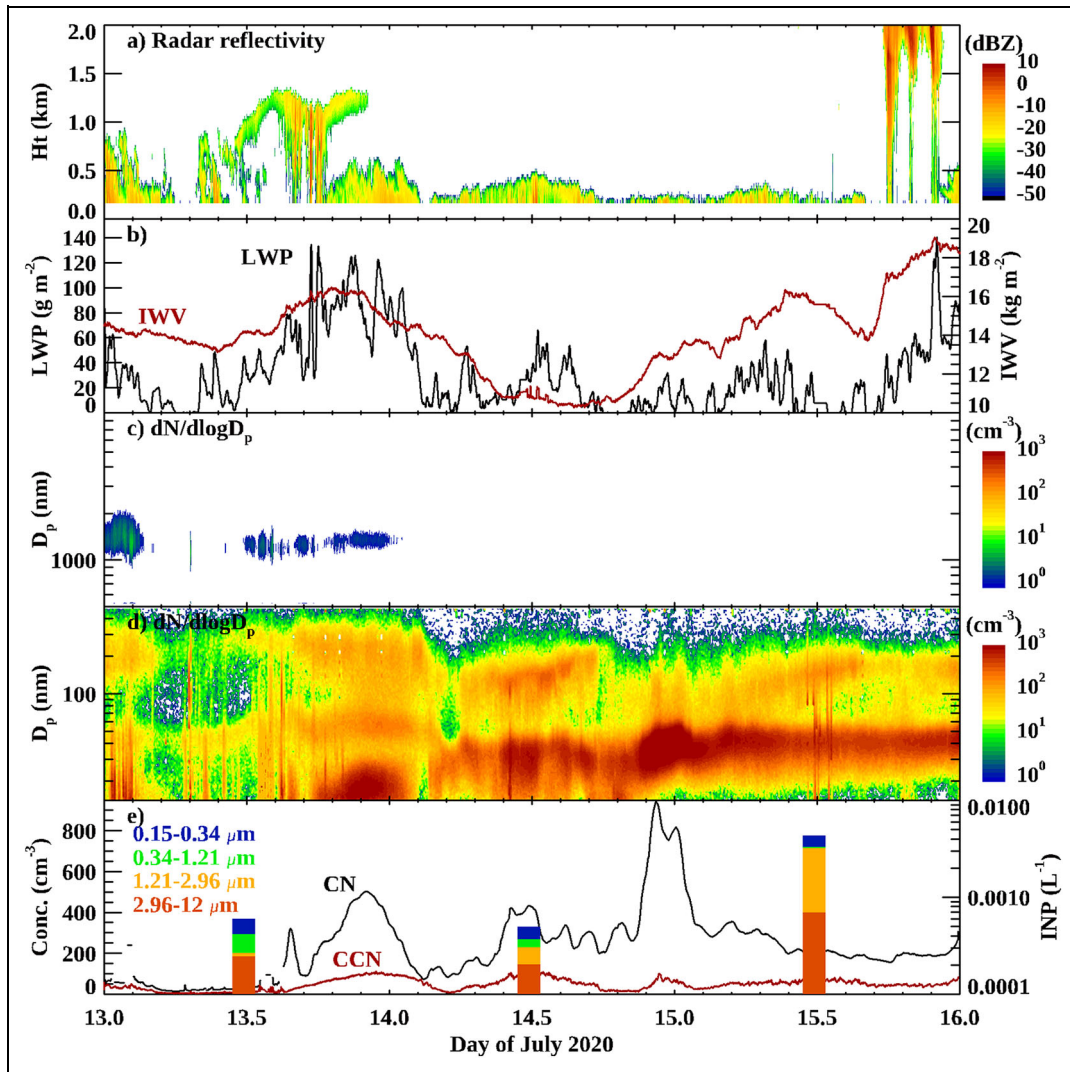 a) Radar reflectivity
(dBZ)
Ht (km)
2.0
1.5
1.0
0.5
0.0
10
0
-10
-20
-30
-40
-50
b)
LWP
IWV
LWP (g m-2)
140
120
100
80
60
40
20
0
20
19
18
16
14
12
11
10
IWV (kg m-2)
c) dN/dlogDp
(cm-3)
Dp (nm)
1000
10³
10²
10¹
10⁰
d) dN/dlogDp
(cm-3)
Dp (nm)
100
10³
10²
10¹
10⁰
e)
0.15-0.34 μm
0.34-1.21 μm
1.21-2.96 μm
2.96-12 μm
CN
CCN
Conc. (cm-3)
800
600
400
200
0
0.0100
0.0010
0.0001
INP (L-1)
13.0 13.5 14.0 14.5 15.0 15.5 16.0
Day of July 2020